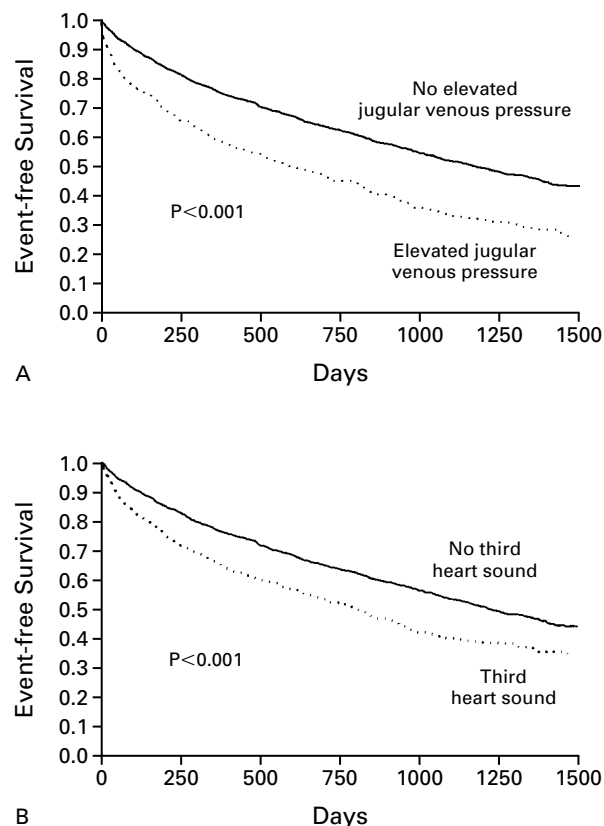 1.0
0.9
0.8
0.7
0.6
0.5
0.4
0.3
0.2
0.1
0.0
Event-free Survival
No elevated
jugular venous pressure
P<0.001
Elevated jugular
venous pressure
0 250 500 750 1000 1250 1500
A
Days
1.0
0.9
0.8
0.7
0.6
0.5
0.4
0.3
0.2
0.1
0.0
Event-free Survival
No third
heart sound
P<0.001
Third
heart sound
0 250 500 750 1000 1250 1500
B
Days